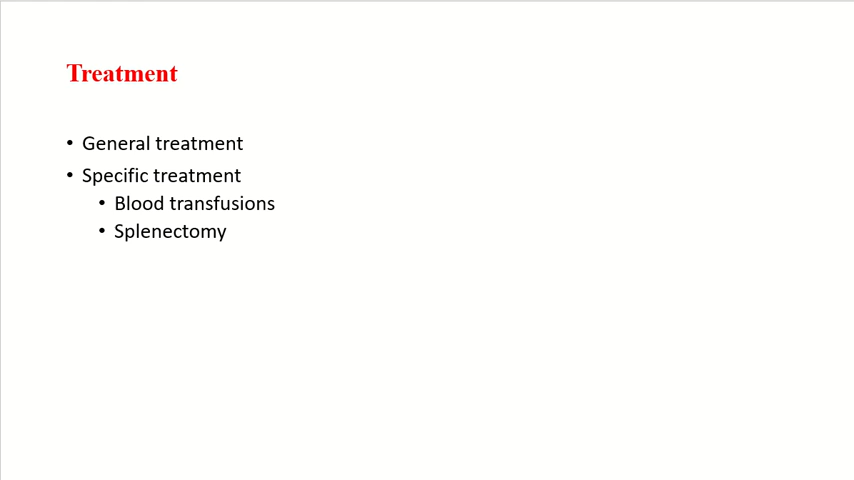 Treatment
• General treatment
• Specific treatment
• Blood transfusions
• Splenectomy